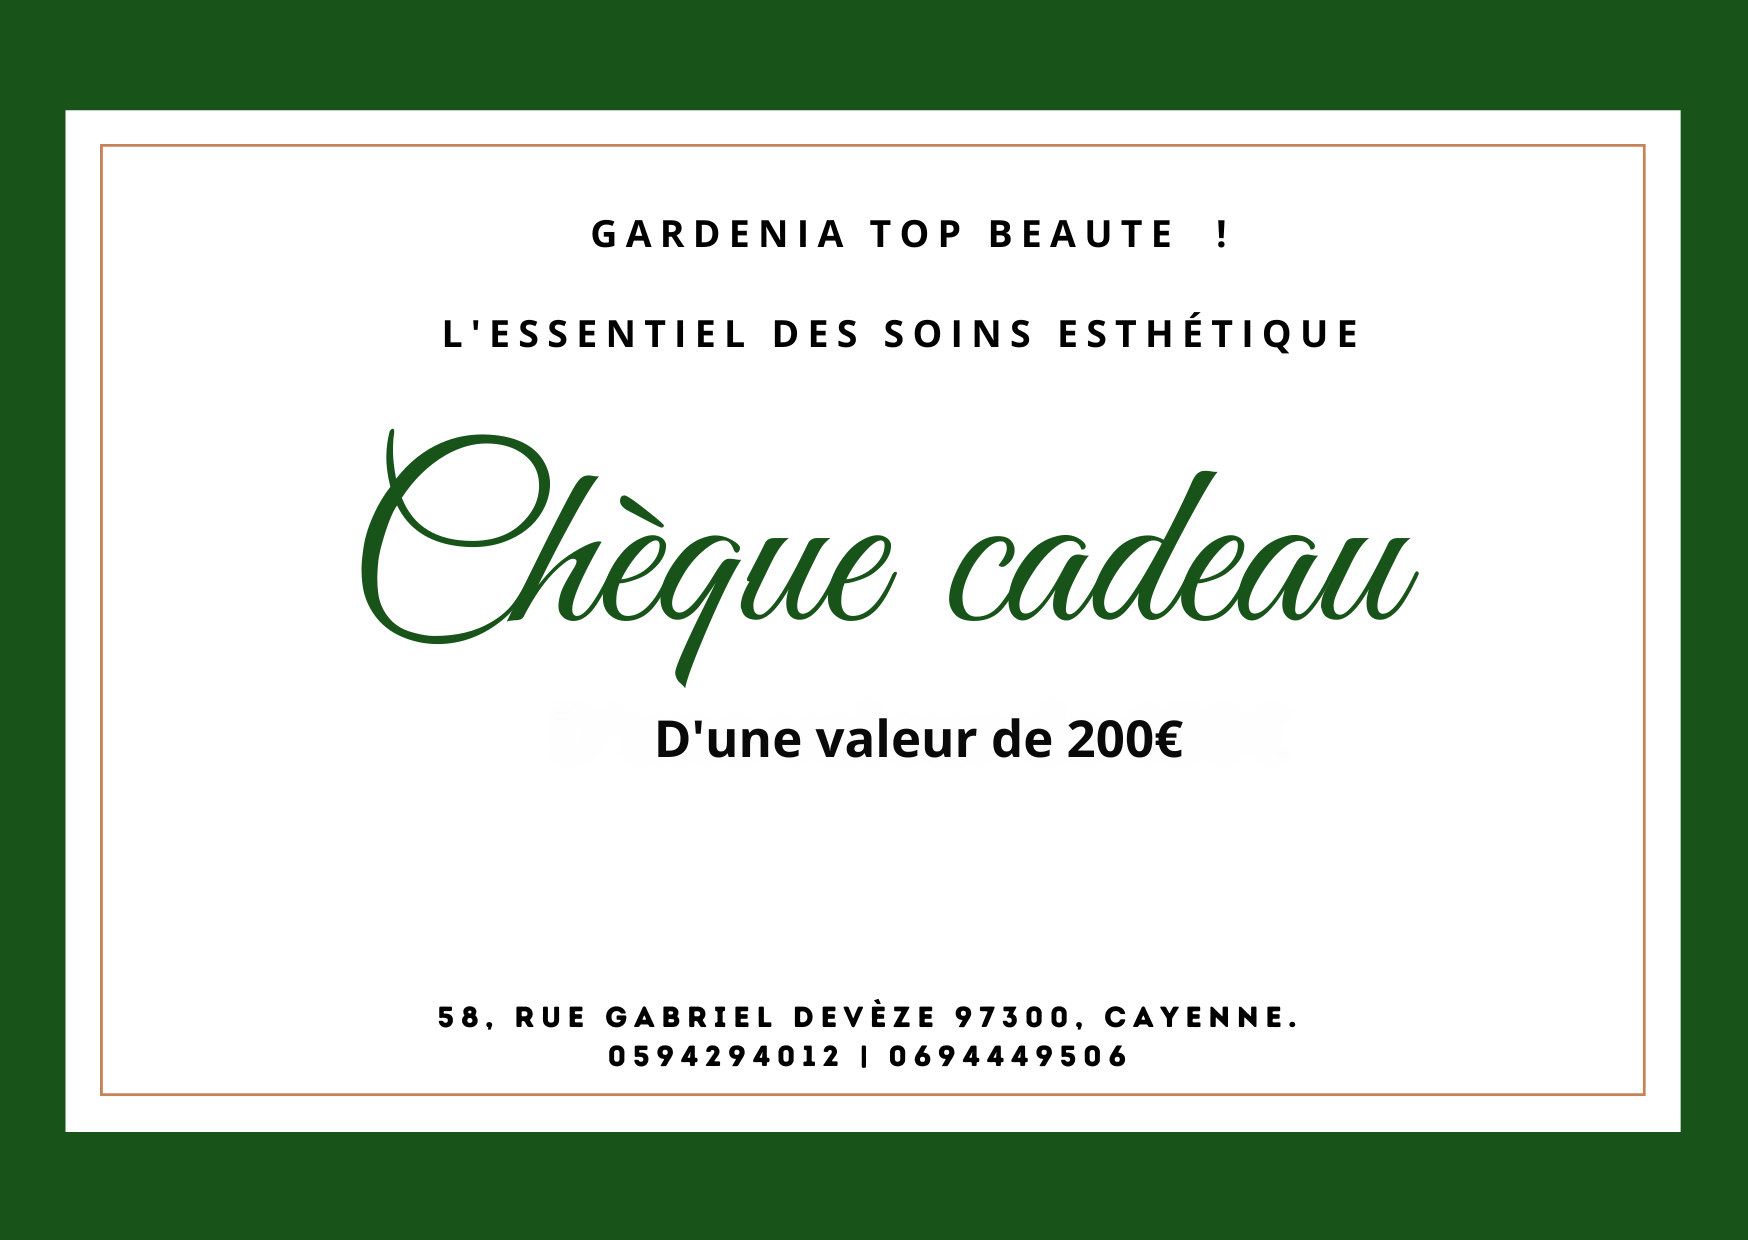 GARDENIA TOP BEAUTE !
L'ESSENTIEL DES SOINS ESTHÉTIQUE
Chèque cadeau
D'une valeur de 200€
58, RUE GABRIEL DEVÈZE 97300, CAYENNE.
0594294012 | 0694449506